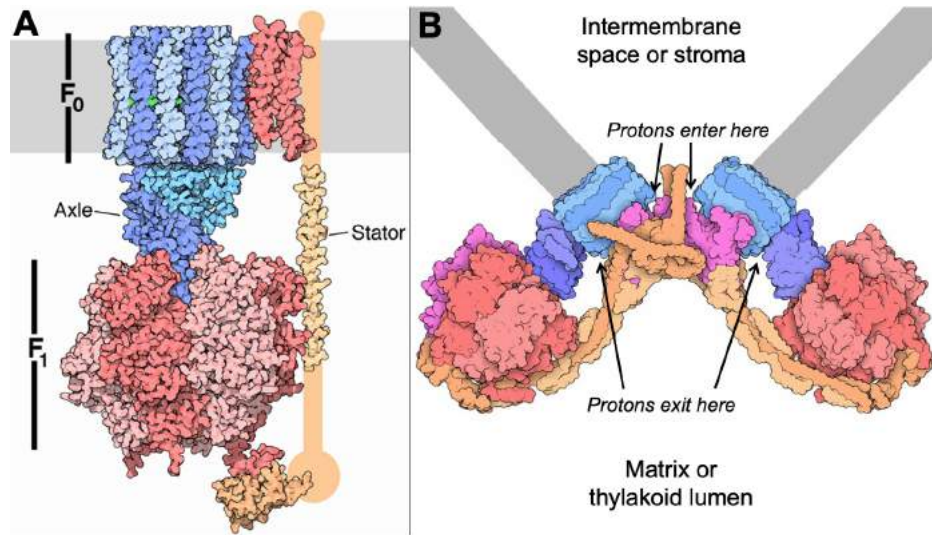 A
F0
Axle
Stator
F1
B
Intermembrane
space or stroma
Protons enter here
Protons exit here
Matrix or
thylakoid lumen